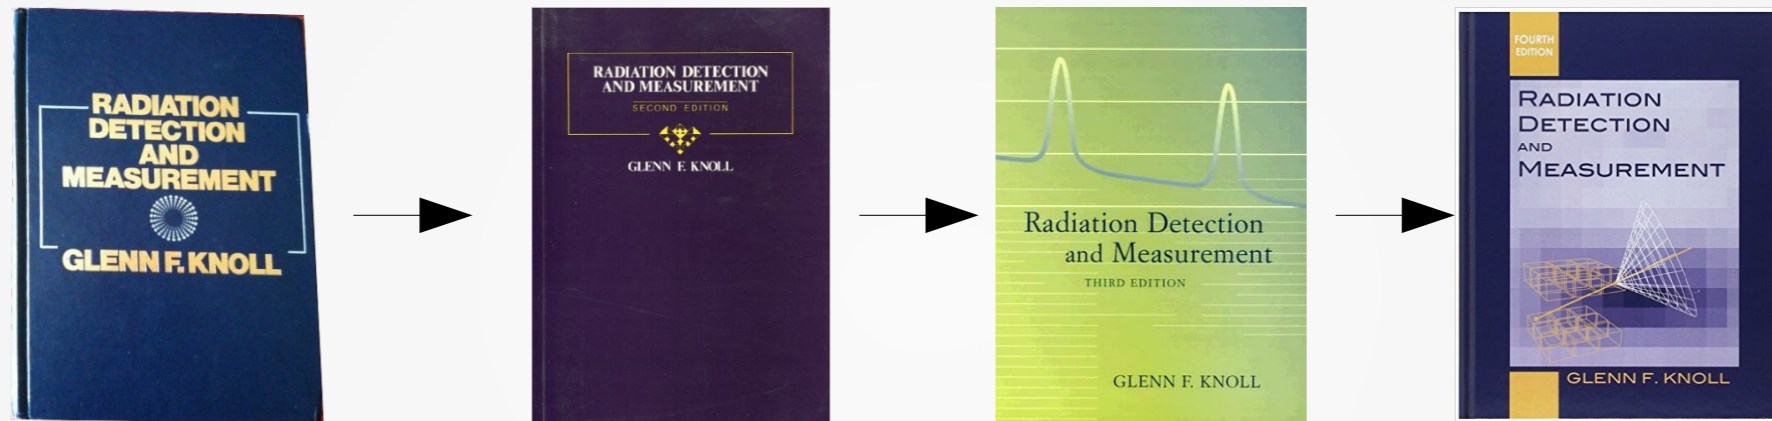 RADIATION
DETECTION
AND
MEASUREMENT
GLENN F. KNOLL
RADIATION DETECTION
AND MEASUREMENT
SECOND EDITION
GLENN F. KNOLL
Radiation Detection
and Measurement
THIRD EDITION
GLENN F. KNOLL
FOURTH
EDITION
RADIATION
DETECTION
AND
MEASUREMENT
GLENN F. KNOLL